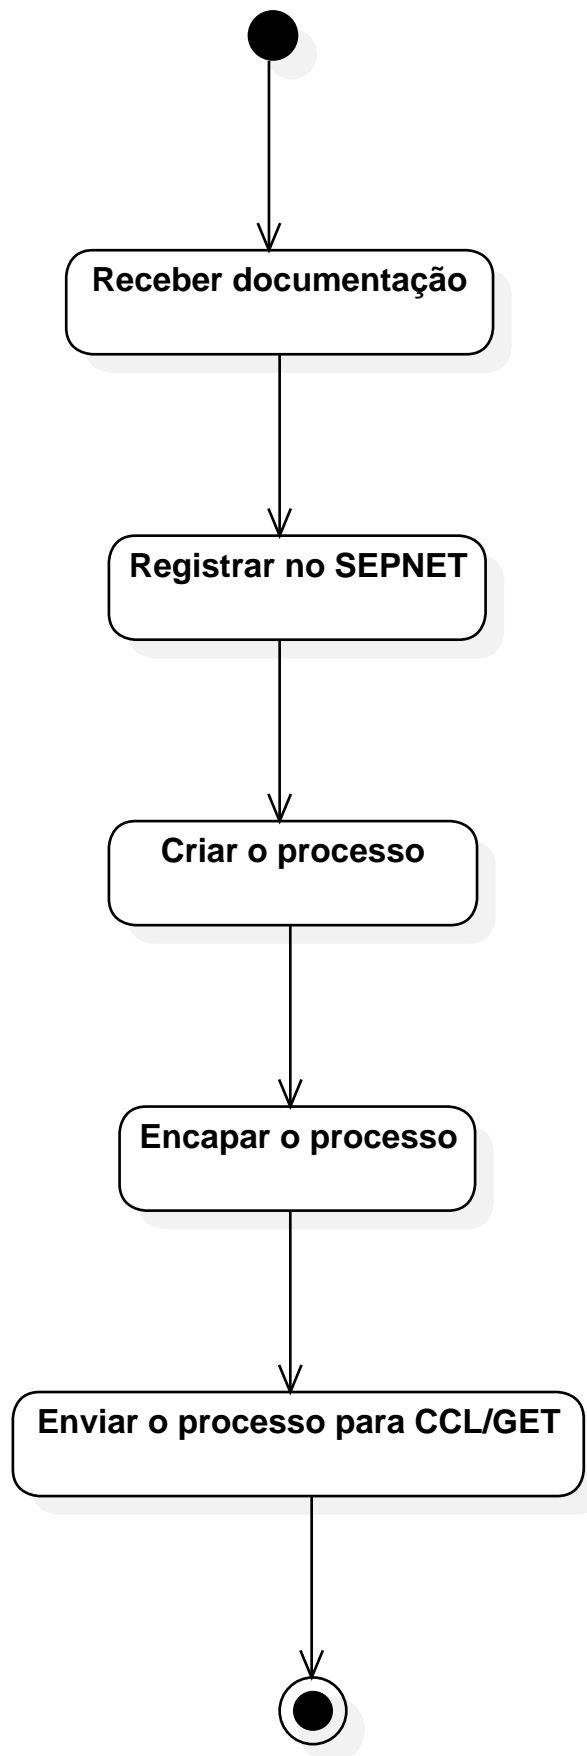 Receber documentação
Registrar no SEPNET
Criar o processo
Encapar o processo
Enviar o processo para CCL/GET